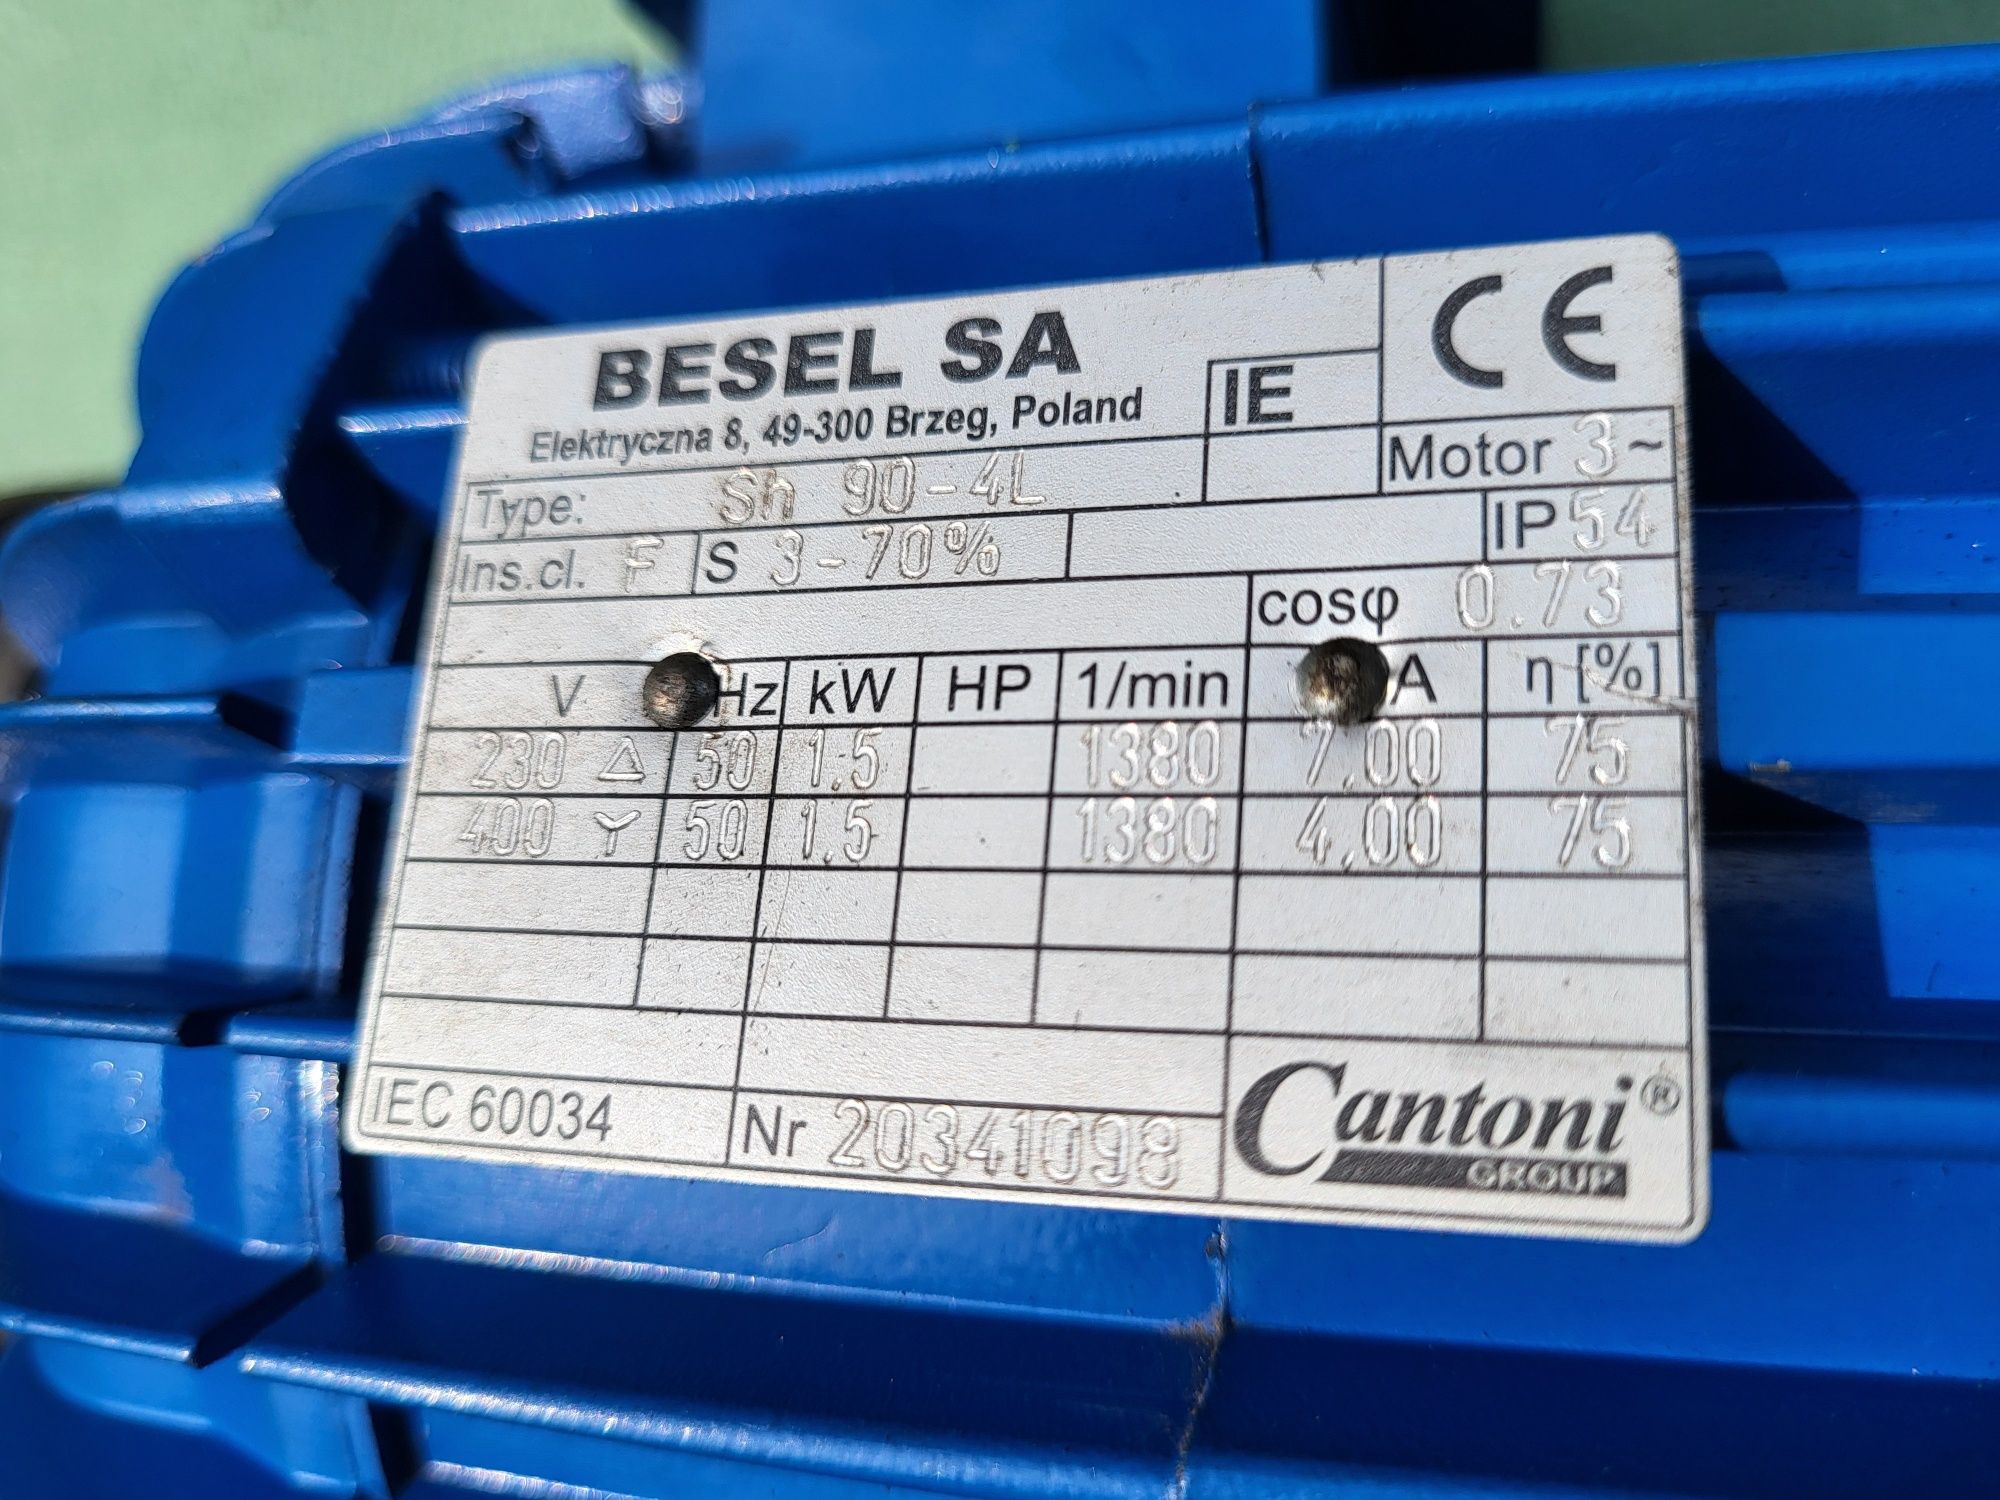 BESEL SA
Elektryczna 8, 49-300 Brzeg, Poland
IE
CE
Type: Sh 90-4L
Motor 3~
Ins.cl. F
S 3-70%
IP54
cosφ 0.73
V Hz kW HP 1/min A η [%]
230 Δ 50 1.5 1380 7.00 75
400 Y 50 1.5 1380 4.00 75
IEC 60034
Nr 20341098
Cantoni®
GROUP